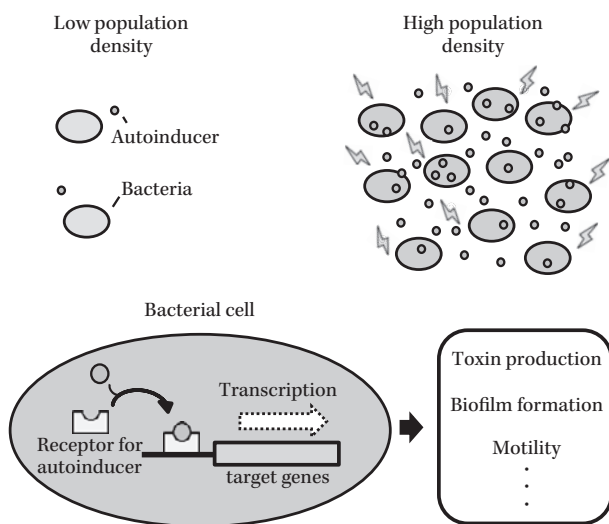 Low population
density
High population
density
Autoinducer
Bacteria
Bacterial cell
Transcription
Receptor for
autoinducer
target genes
Toxin production
Biofilm formation
Motility